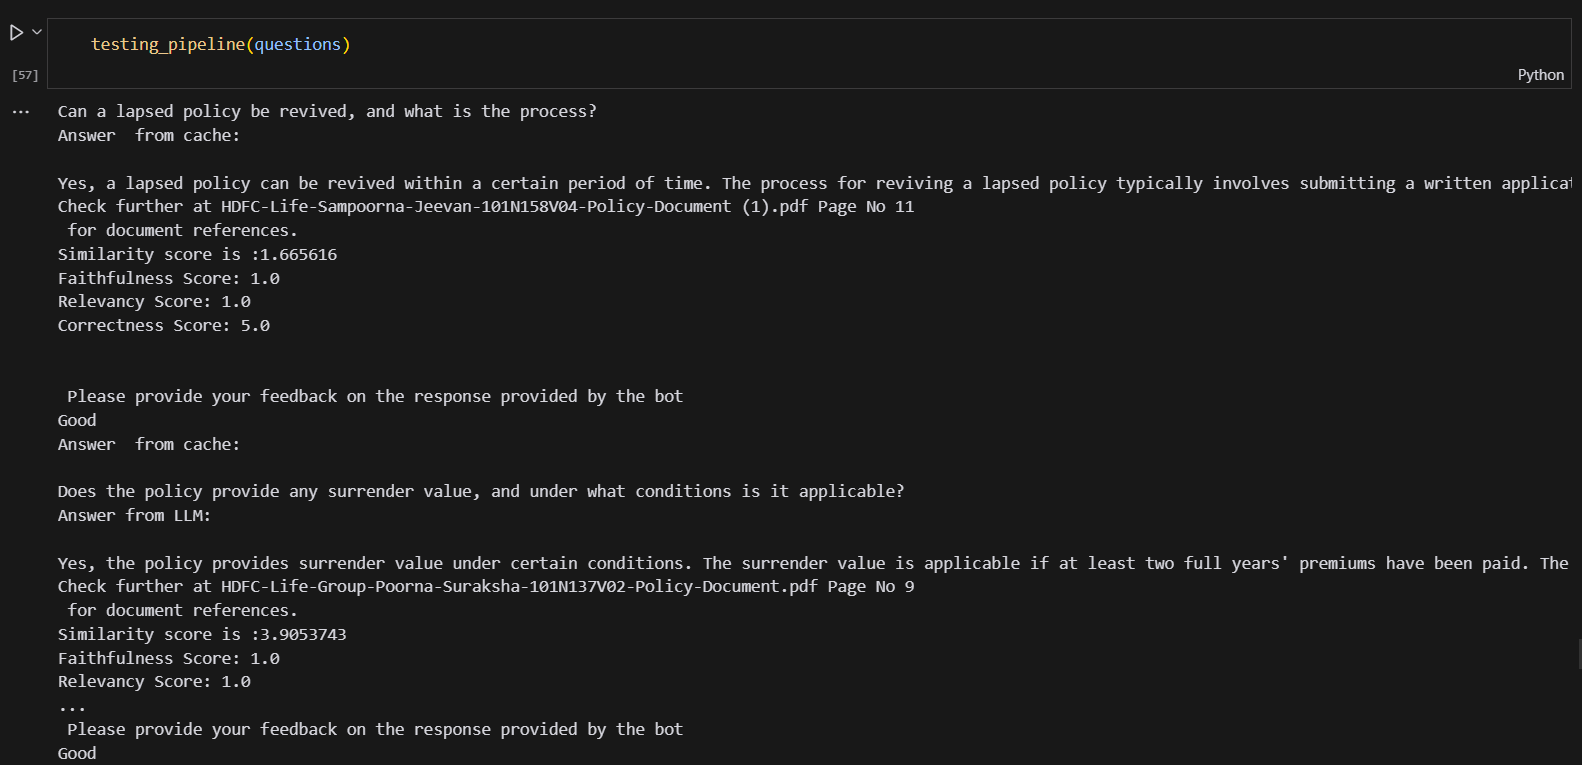 testing_pipeline(questions)
[57]
Python
... Can a lapsed policy be revived, and what is the process?
Answer  from cache:
Yes, a lapsed policy can be revived within a certain period of time. The process for reviving a lapsed policy typically involves submitting a written applicat
Check further at HDFC-Life-Sampoorna-Jeevan-101N158V04-Policy-Document (1).pdf Page No 11
for document references.
Similarity score is :1.665616
Faithfulness Score: 1.0
Relevancy Score: 1.0
Correctness Score: 5.0
Please provide your feedback on the response provided by the bot
Good
Answer  from cache:
Does the policy provide any surrender value, and under what conditions is it applicable?
Answer from LLM:
Yes, the policy provides surrender value under certain conditions. The surrender value is applicable if at least two full years' premiums have been paid. The
Check further at HDFC-Life-Group-Poorna-Suraksha-101N137V02-Policy-Document.pdf Page No 9
for document references.
Similarity score is :3.9053743
Faithfulness Score: 1.0
Relevancy Score: 1.0
...
Please provide your feedback on the response provided by the bot
Good